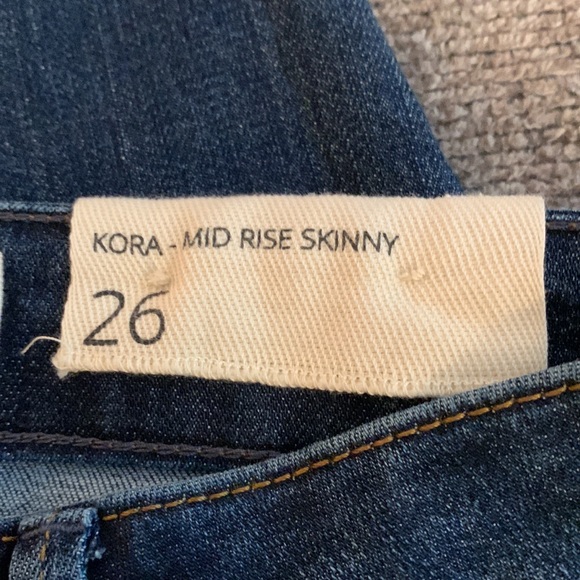 KORA - MID RISE SKINNY
26